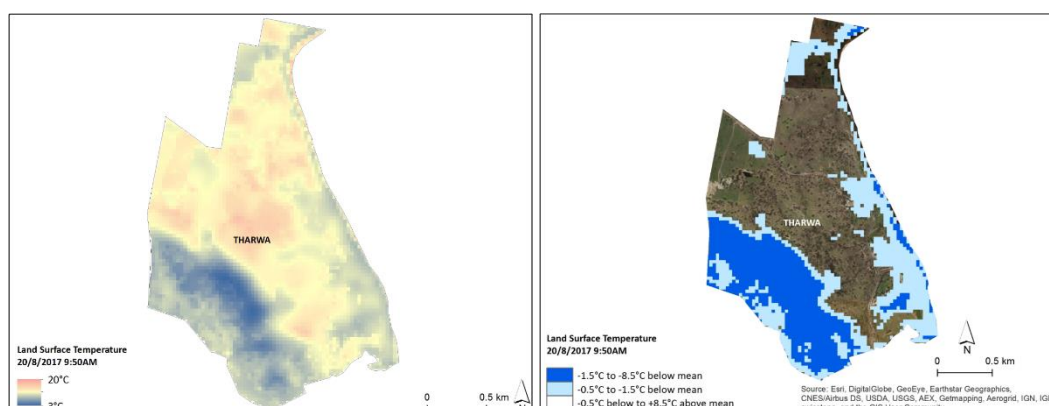 THARWA
Land Surface Temperature
20/8/2017 9:50AM
20°C
3°C
0 0.5 km
N
THARWA
Land Surface Temperature
20/8/2017 9:50AM
-1.5°C to -8.5°C below mean
-0.5°C to -1.5°C below mean
-0.5°C below to +8.5°C above mean
N
0 0.5 km
Source: Esri, DigitalGlobe, GeoEye, Earthstar Geographics,
CNES/Airbus DS, USDA, USGS, AEX, Getmapping, Aerogrid, IGN, IGP,